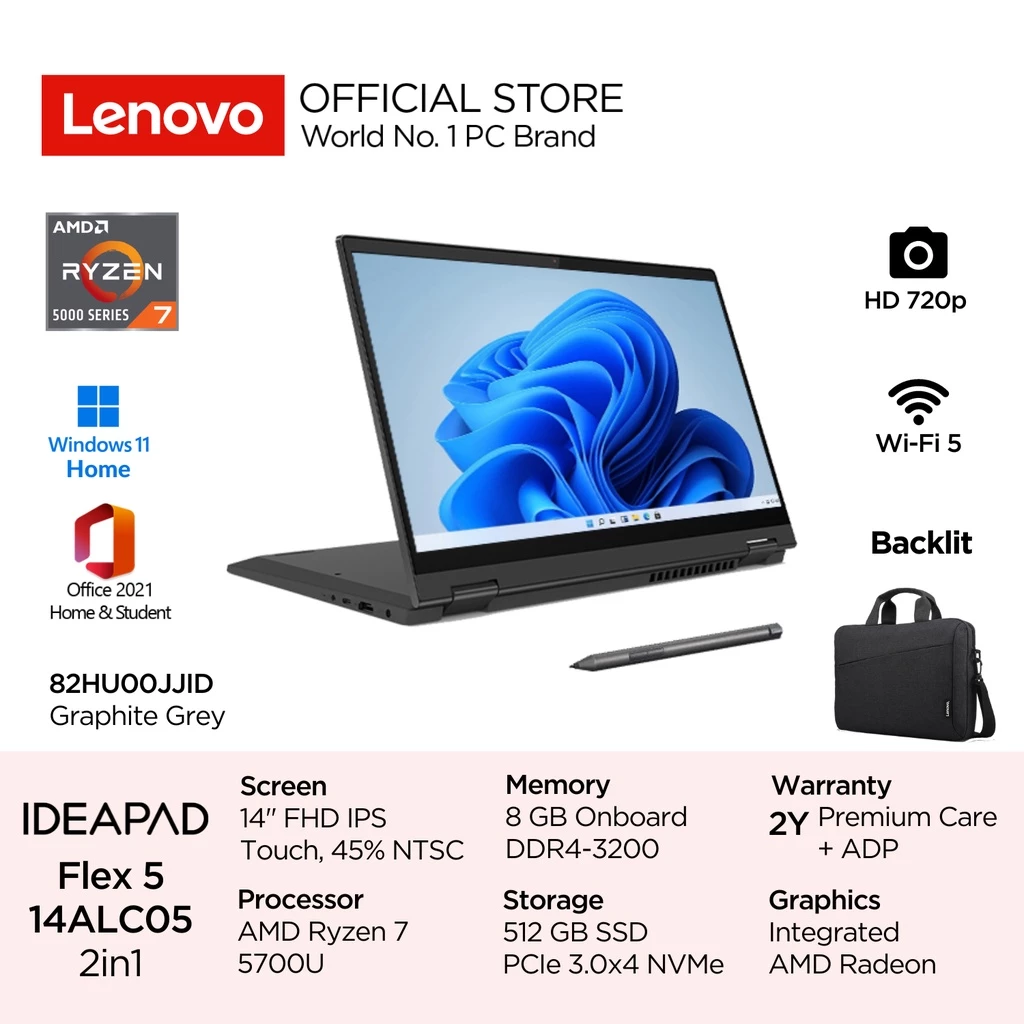 Lenovo
OFFICIAL STORE
World No. 1 PC Brand
AMD
RYZEN
5000 SERIES 7
HD 720p
Windows 11
Home
Wi-Fi 5
Office 2021
Home & Student
Backlit
Lenovo
82HU00JJID
Graphite Grey
IDEAPAD
Flex 5
14ALC05
2in1
Screen
14" FHD IPS
Touch, 45% NTSC
Processor
AMD Ryzen 7
5700U
Memory
8 GB Onboard
DDR4-3200
Storage
512 GB SSD
PCIe 3.0x4 NVMe
Warranty
2Y Premium Care
+ ADP
Graphics
Integrated
AMD Radeon